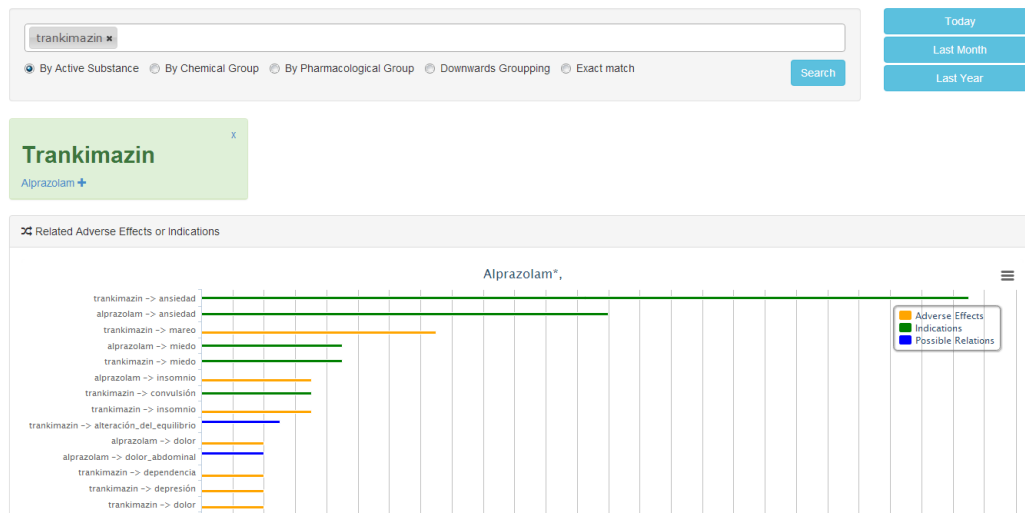 trankimazin ×
By Active Substance By Chemical Group By Pharmacological Group Downwards Groupping Exact match
Search
Today
Last Month
Last Year
x
Trankimazin
Alprazolam +
Related Adverse Effects or Indications
Alprazolam*,
trankimazin -> ansiedad
alprazolam -> ansiedad
trankimazin -> mareo
alprazolam -> miedo
trankimazin -> miedo
alprazolam -> insomnio
trankimazin -> convulsión
trankimazin -> insomnio
trankimazin -> alteración_del_equilibrio
alprazolam -> dolor
alprazolam -> dolor_abdominal
trankimazin -> dependencia
trankimazin -> depresión
trankimazin -> dolor
Adverse Effects
Indications
Possible Relations